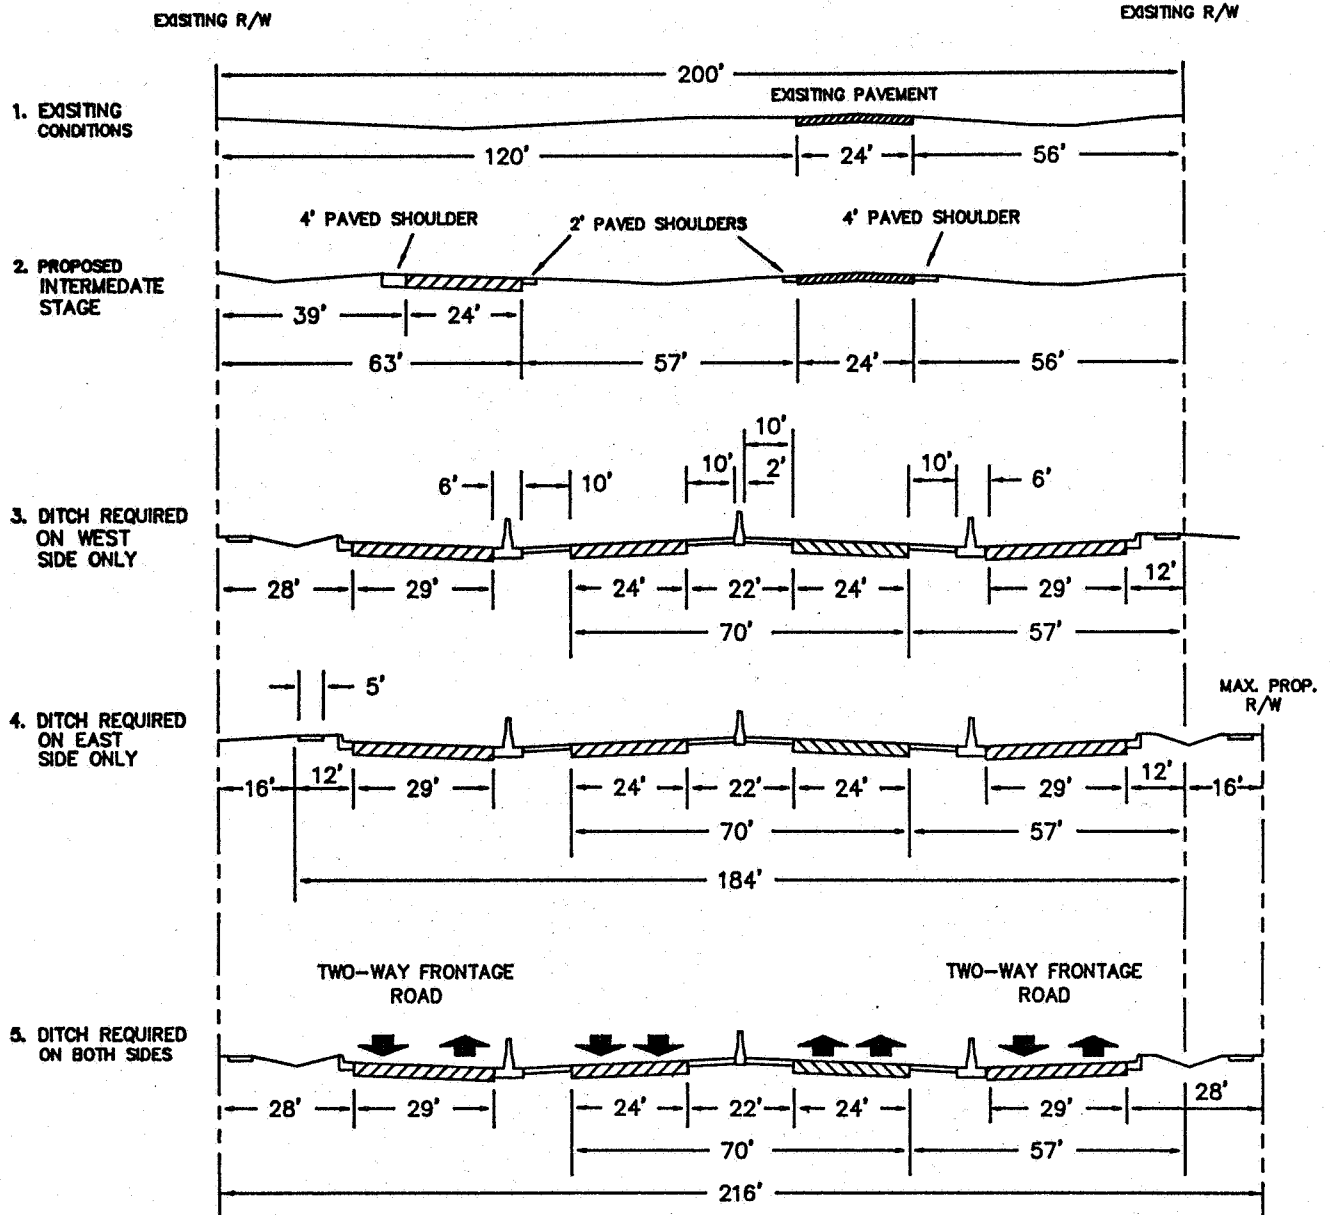 EXISITING R/W
EXISITING R/W
200'
1. EXISITING
CONDITIONS
EXISITING PAVEMENT
120' 24' 56'
4' PAVED SHOULDER
2' PAVED SHOULDERS
4' PAVED SHOULDER
2. PROPOSED
INTERMEDATE
STAGE
39' 24'
63' 57' 24' 56'
10'
6' 10' 10' 2' 10' 6'
3. DITCH REQUIRED
ON WEST
SIDE ONLY
28' 29' 24' 22' 24' 29' 12'
70' 57'
5'
MAX. PROP.
R/W
4. DITCH REQUIRED
ON EAST
SIDE ONLY
16' 12' 29' 24' 22' 24' 29' 12' 16'
70' 57'
184'
TWO-WAY FRONTAGE
ROAD
TWO-WAY FRONTAGE
ROAD
5. DITCH REQUIRED
ON BOTH SIDES
28' 29' 24' 22' 24' 29' 28'
70' 57'
216'